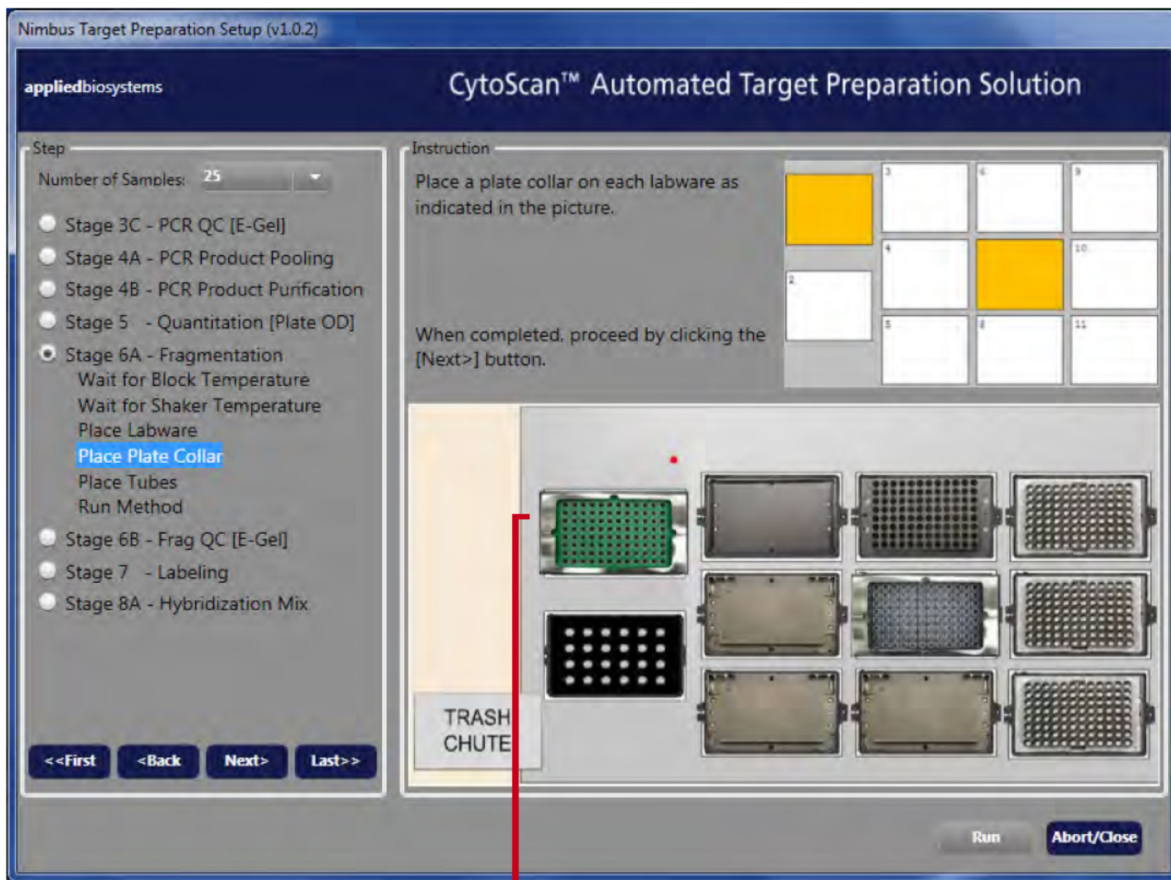 Nimbus Target Preparation Setup (v1.0.2)
appliedbiosystems
CytoScan™ Automated Target Preparation Solution
Step
Number of Samples: 25
Stage 3C - PCR QC [E-Gel]
Stage 4A - PCR Product Pooling
Stage 4B - PCR Product Purification
Stage 5 - Quantitation [Plate OD]
Stage 6A - Fragmentation
Wait for Block Temperature
Wait for Shaker Temperature
Place Labware
Place Plate Collar
Place Tubes
Run Method
Stage 6B - Frag QC [E-Gel]
Stage 7 - Labeling
Stage 8A - Hybridization Mix
<<First <Back Next> Last>>
Instruction
Place a plate collar on each labware as
indicated in the picture.
When completed, proceed by clicking the
[Next>] button.
3 6 9
4 10
2
5 8 11
TRASH
CHUTE
Run Abort/Close